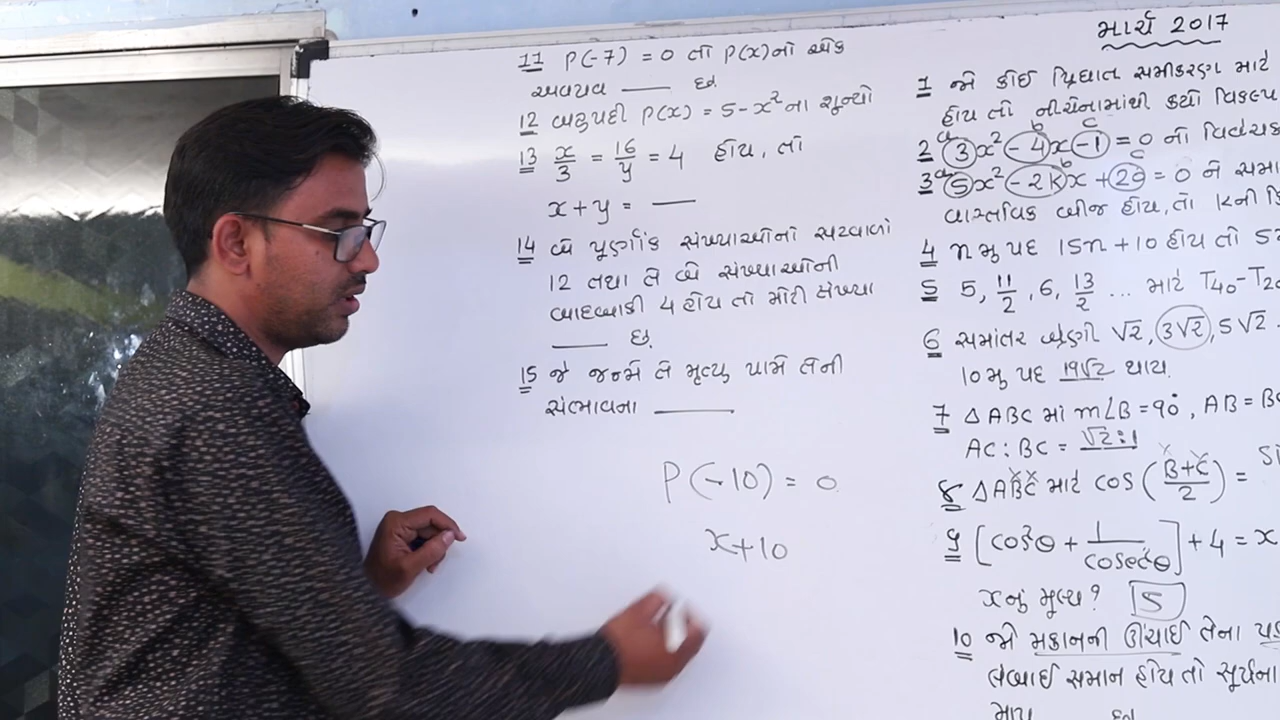 11 P(-7) = 0 તો P(x)નો એક
અવયવ ____ છે.
12 બહુપદી P(x) = 5 - x² ના શૂન્યો
13 x/3 = 16/y = 4 હોય, તો
x + y = ____
14 બે પૂર્ણાંક સંખ્યાઓનો સરવાળો
12 તથા તે બે સંખ્યાઓની
બાદબાકી 4 હોય તો મોટી સંખ્યા
____ છે.
15 જે જન્મે તે મૃત્યુ પામે તેની
સંભાવના ____
P(-10) = 0
x+10
માર્ચ 2017
1 જો કોઈ દ્વિઘાત સમીકરણ માટે
હોય તો નીચેનામાંથી કયો વિકલ્પ
a b c
2 3x² - 4x - 1 = 0 નો વિવેચક
a b c
3 5x² - 2kx + 20 = 0 ને સમા
વાસ્તવિક બીજ હોય, તો kની કિ
4 n મુ પદ 15n + 10 હોય તો
5 5, 11/2, 6, 13/2 ... માટે T₄₀ - T₂₀
6 સમાંતર શ્રેણી √2, 3√2, 5√2
10 મુ પદ 19√2 થાય.
7 △ABC માં m∠B = 90°, AB = B
AC : BC = √2:1
8 △ABC માટે cos (B+C/2) = Si
9 [cos²θ + 1/cosec²θ] + 4 = x
xનું મૂલ્ય? 5
10 જો મકાનની ઊંચાઈ તેના પડ
લંબાઈ સમાન હોય તો સૂર્યના
માપ ____ છે.